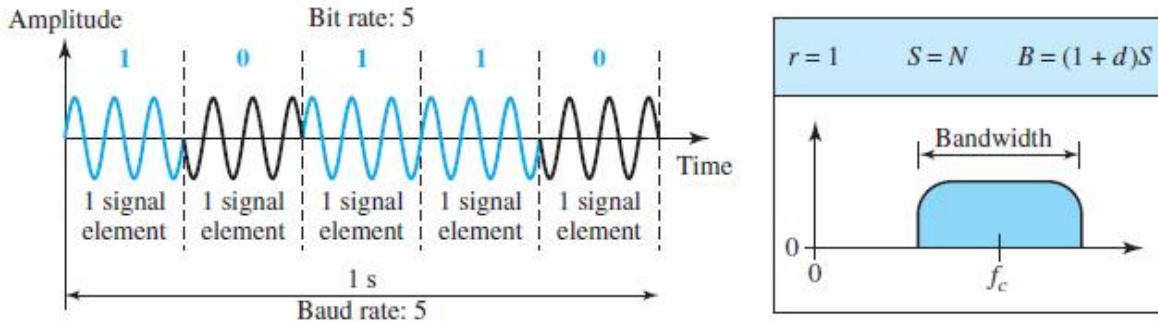 Amplitude
Bit rate: 5
1 0 1 1 0
Time
1 signal element
1 signal element
1 signal element
1 signal element
1 signal element
1 s
Baud rate: 5
r = 1 S = N B = (1 + d)S
Bandwidth
0
0
f_c